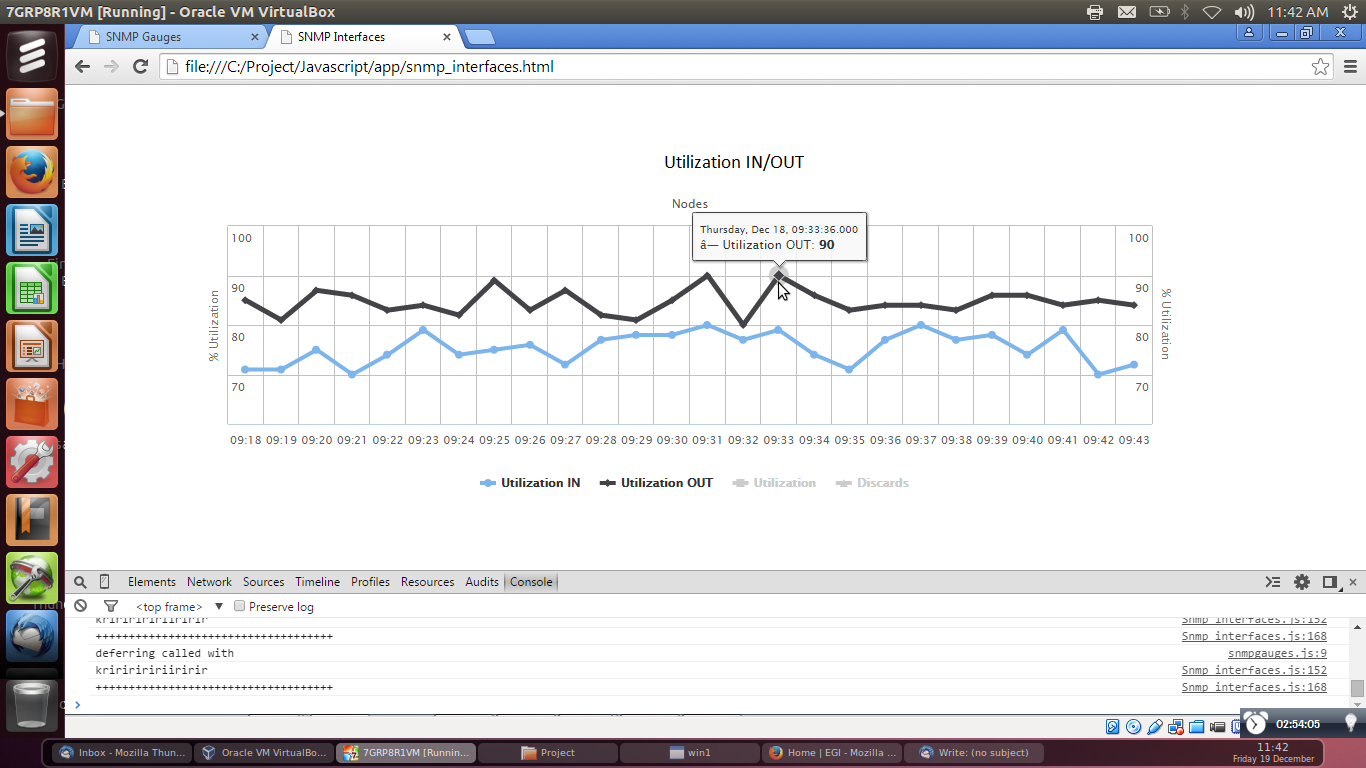 7GRP8R1VM [Running] - Oracle VM VirtualBox
11:42 AM
SNMP Gauges
SNMP Interfaces
file:///C:/Project/Javascript/app/snmp_interfaces.html
Utilization IN/OUT
Nodes
Thursday, Dec 18, 09:33:36.000
â— Utilization OUT: 90
100 100
90 90
80 80
70 70
% Utilization
% Utilization
09:18 09:19 09:20 09:21 09:22 09:23 09:24 09:25 09:26 09:27 09:28 09:29 09:30 09:31 09:32 09:33 09:34 09:35 09:36 09:37 09:38 09:39 09:40 09:41 09:42 09:43
Utilization IN Utilization OUT Utilization Discards
Elements Network Sources Timeline Profiles Resources Audits Console
<top frame> ▼ Preserve log
Snmp_interfaces.js:152
+++++++++++++++++++++++++++++++++++ Snmp_interfaces.js:168
deferring called with snmpgauges.js:9
kriririririiririr Snmp_interfaces.js:152
+++++++++++++++++++++++++++++++++++ Snmp_interfaces.js:168
>
02:54:05
Inbox - Mozilla Thun...
Oracle VM VirtualBo...
7GRP8R1VM [Runnin...
Project
win1
Home | EGI - Mozilla ...
Write: (no subject)
11:42
Friday 19 December